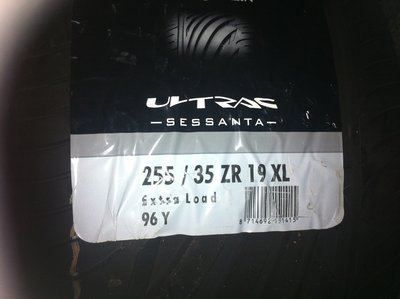 ULTRAC
SESSANTA
255 / 35 ZR 19 XL
Extra Load
96 Y